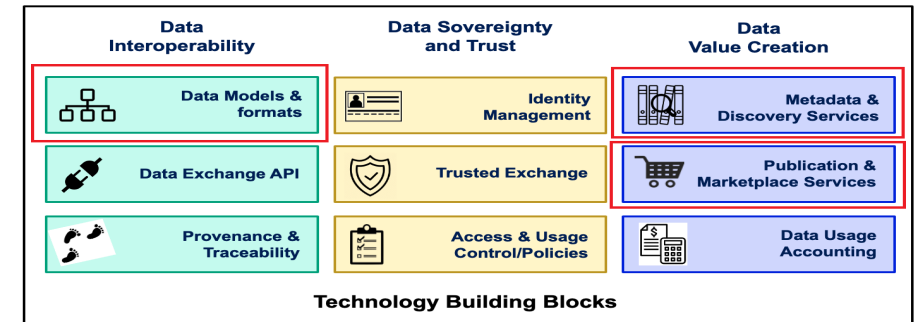 Data
Interoperability
Data Sovereignty
and Trust
Data
Value Creation
Data Models &
formats
Identity
Management
Metadata &
Discovery Services
Data Exchange API
Trusted Exchange
Publication &
Marketplace Services
Provenance &
Traceability
Access & Usage
Control/Policies
$
Data Usage
Accounting
Technology Building Blocks